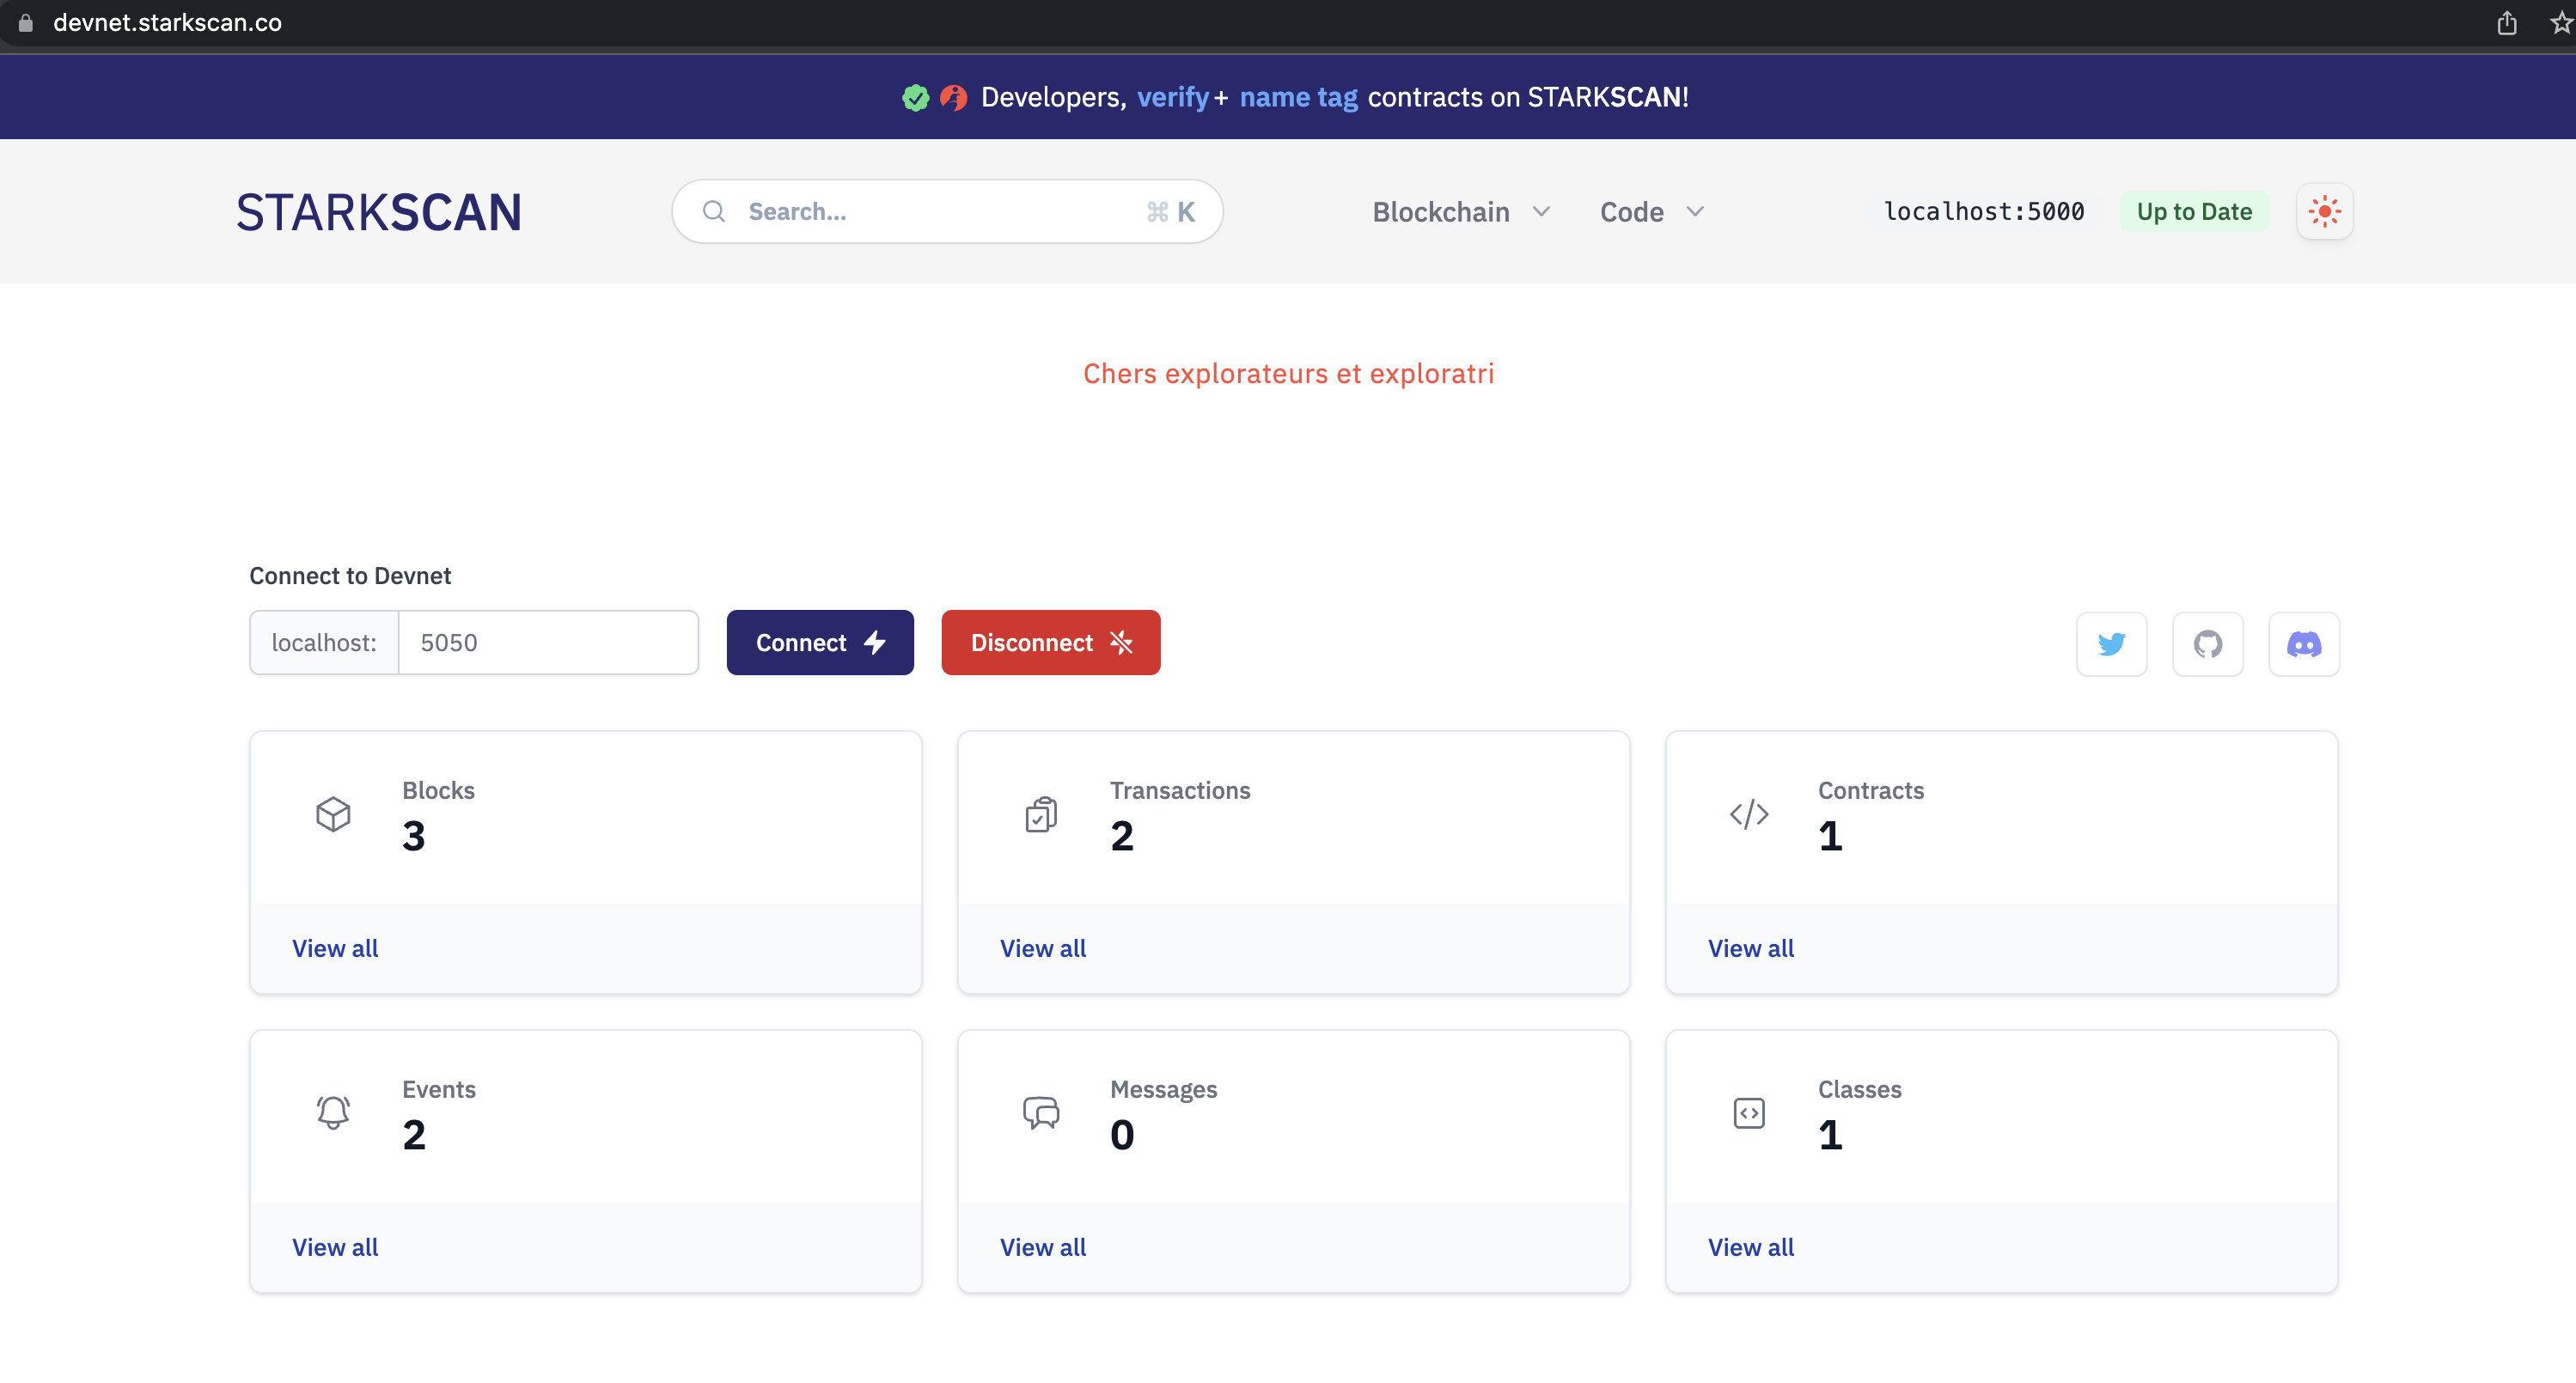 devnet.starkscan.co
Developers, verify + name tag contracts on STARKSCAN!
STARKSCAN
Search... ⌘ K
Blockchain
Code
localhost:5000
Up to Date
Chers explorateurs et exploratri
Connect to Devnet
localhost: 5050
Connect
Disconnect
Blocks
3
View all
Transactions
2
View all
Contracts
1
View all
Events
2
View all
Messages
0
View all
Classes
1
View all